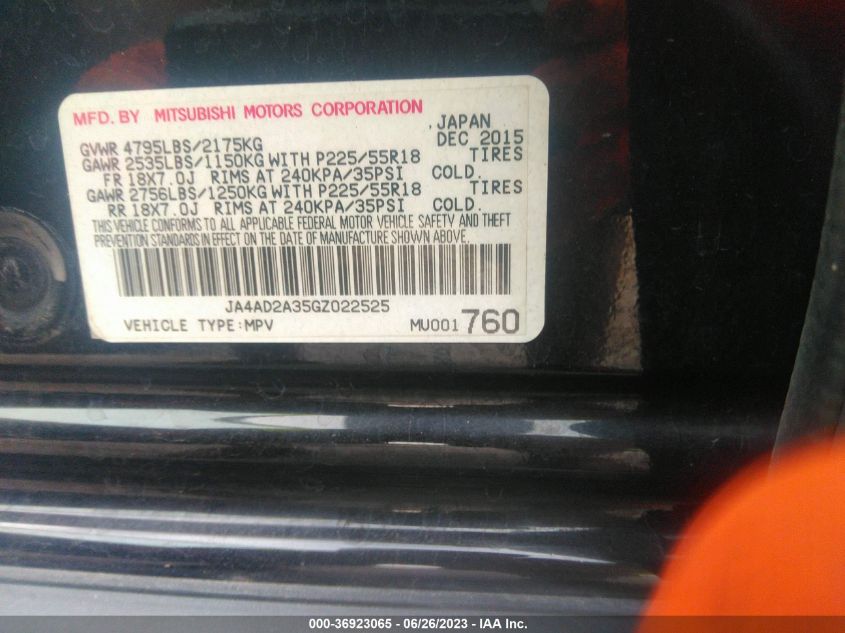 MFD. BY MITSUBISHI MOTORS CORPORATION , JAPAN
GVWR 4795LBS/2175KG DEC 2015
GAWR 2535LBS/1150KG WITH P225/55R18 TIRES
FR 18X7.0J RIMS AT 240KPA/35PSI COLD.
GAWR 2756LBS/1250KG WITH P225/55R18 TIRES
RR 18X7.0J RIMS AT 240KPA/35PSI COLD.
THIS VEHICLE CONFORMS TO ALL APPLICABLE FEDERAL MOTOR VEHICLE SAFETY AND THEFT
PREVENTION STANDARDS IN EFFECT ON THE DATE OF MANUFACTURE SHOWN ABOVE.
JA4AD2A35GZ022525
VEHICLE TYPE:MPV MU001760
000-36923065 - 06/26/2023 - IAA Inc.